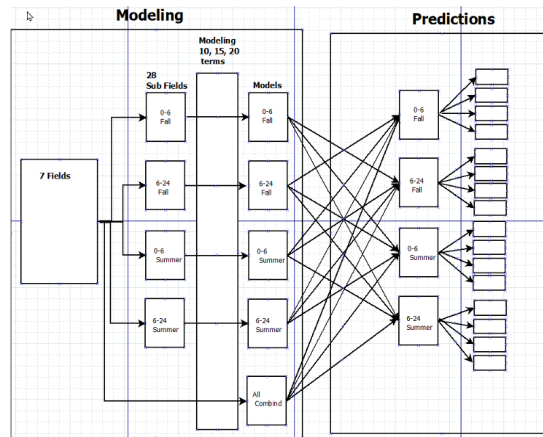 Modeling
Predictions
Modeling
10, 15, 20
terms
28
Sub Fields
Models
7 Fields
0-6
Fall
0-6
Fall
0-6
Fall
6-24
Fall
6-24
Fall
6-24
Fall
0-6
Summer
0-6
Summer
0-6
Summer
6-24
Summer
6-24
Summer
6-24
Summer
All
Combind